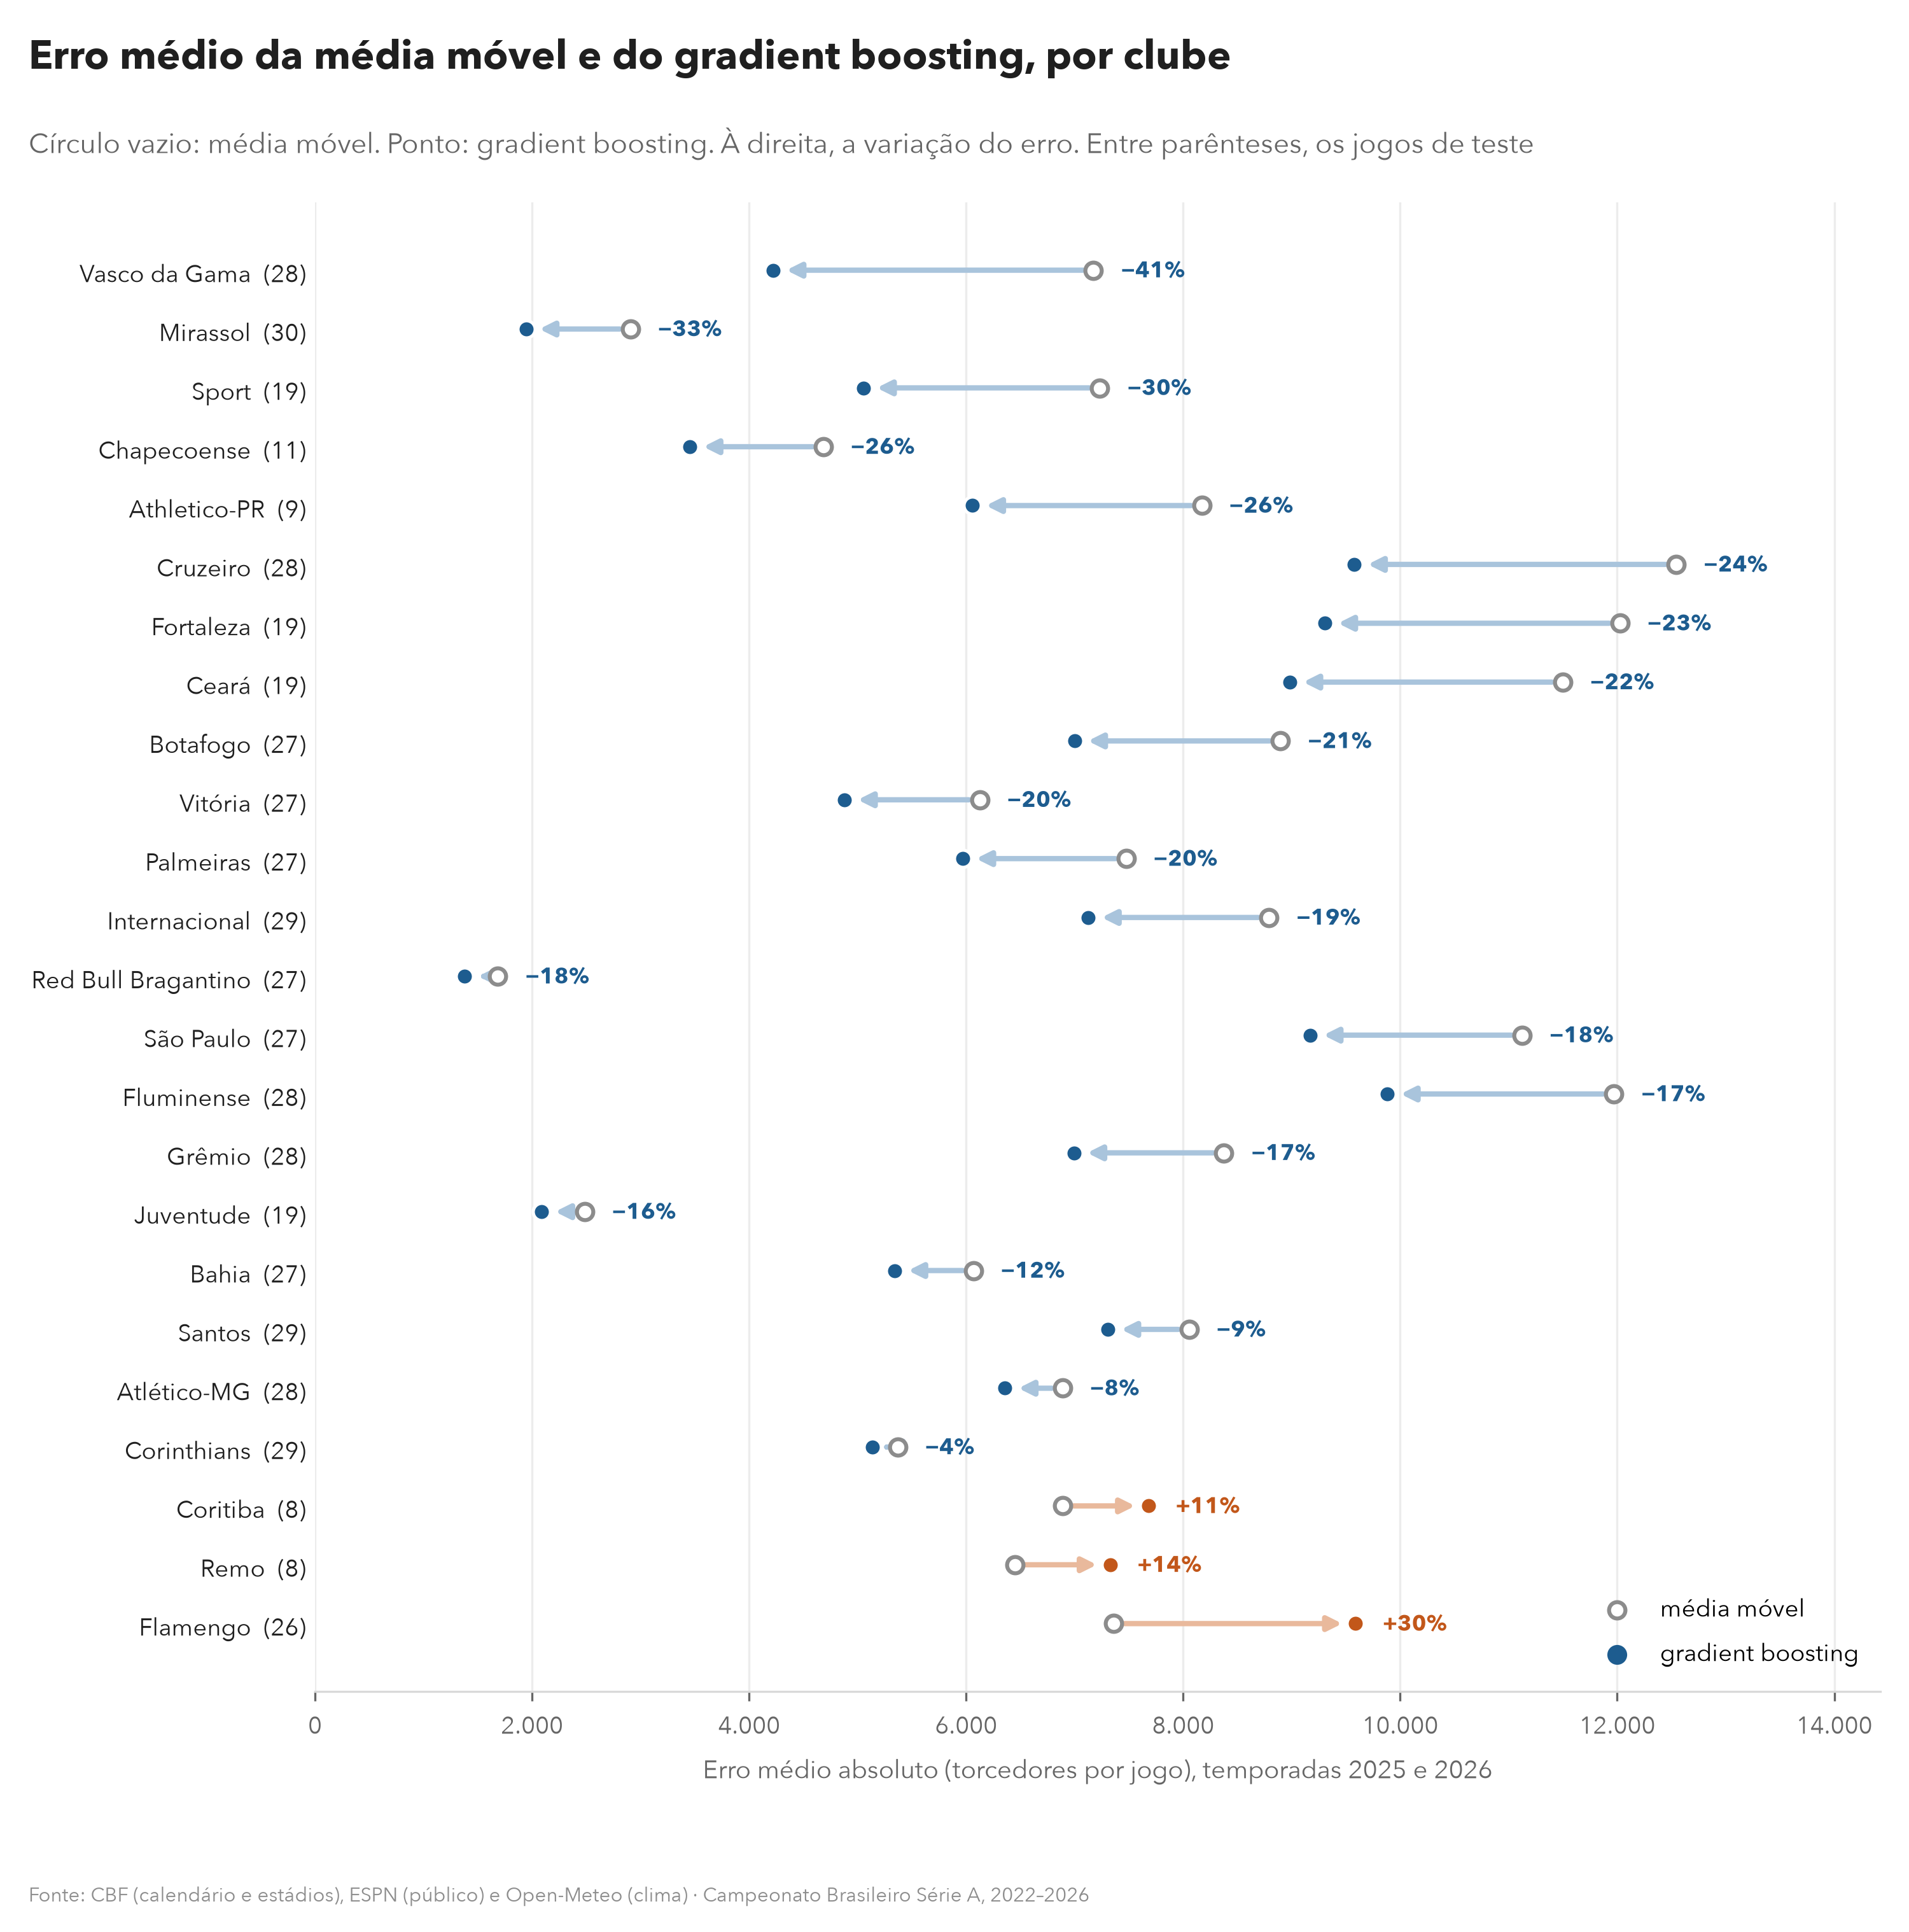 Erro médio da média móvel e do gradient boosting, por clube
Círculo vazio: média móvel. Ponto: gradient boosting. À direita, a variação do erro. Entre parênteses, os jogos de teste
Vasco da Gama (28) −41%
Mirassol (30) −33%
Sport (19) −30%
Chapecoense (11) −26%
Athletico-PR (9) −26%
Cruzeiro (28) −24%
Fortaleza (19) −23%
Ceará (19) −22%
Botafogo (27) −21%
Vitória (27) −20%
Palmeiras (27) −20%
Internacional (29) −19%
Red Bull Bragantino (27) −18%
São Paulo (27) −18%
Fluminense (28) −17%
Grêmio (28) −17%
Juventude (19) −16%
Bahia (27) −12%
Santos (29) −9%
Atlético-MG (28) −8%
Corinthians (29) −4%
Coritiba (8) +11%
Remo (8) +14%
Flamengo (26) +30%
média móvel
gradient boosting
0 2.000 4.000 6.000 8.000 10.000 12.000 14.000
Erro médio absoluto (torcedores por jogo), temporadas 2025 e 2026
Fonte: CBF (calendário e estádios), ESPN (público) e Open-Meteo (clima) · Campeonato Brasileiro Série A, 2022–2026